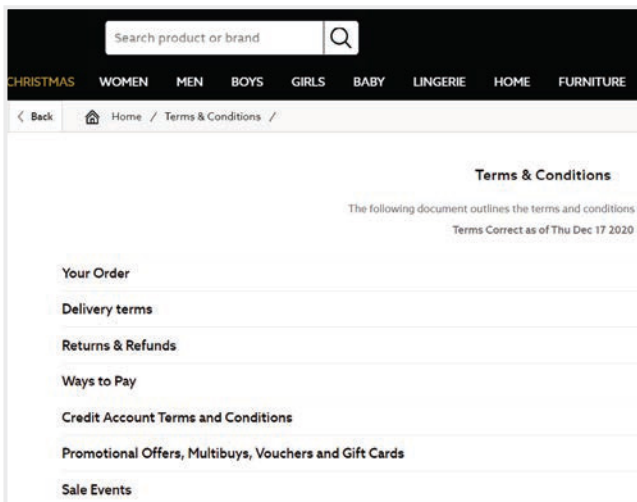 Search product or brand
CHRISTMAS WOMEN MEN BOYS GIRLS BABY LINGERIE HOME FURNITURE
Back Home / Terms & Conditions /
Terms & Conditions
The following document outlines the terms and conditions
Terms Correct as of Thu Dec 17 2020
Your Order
Delivery terms
Returns & Refunds
Ways to Pay
Credit Account Terms and Conditions
Promotional Offers, Multibuys, Vouchers and Gift Cards
Sale Events